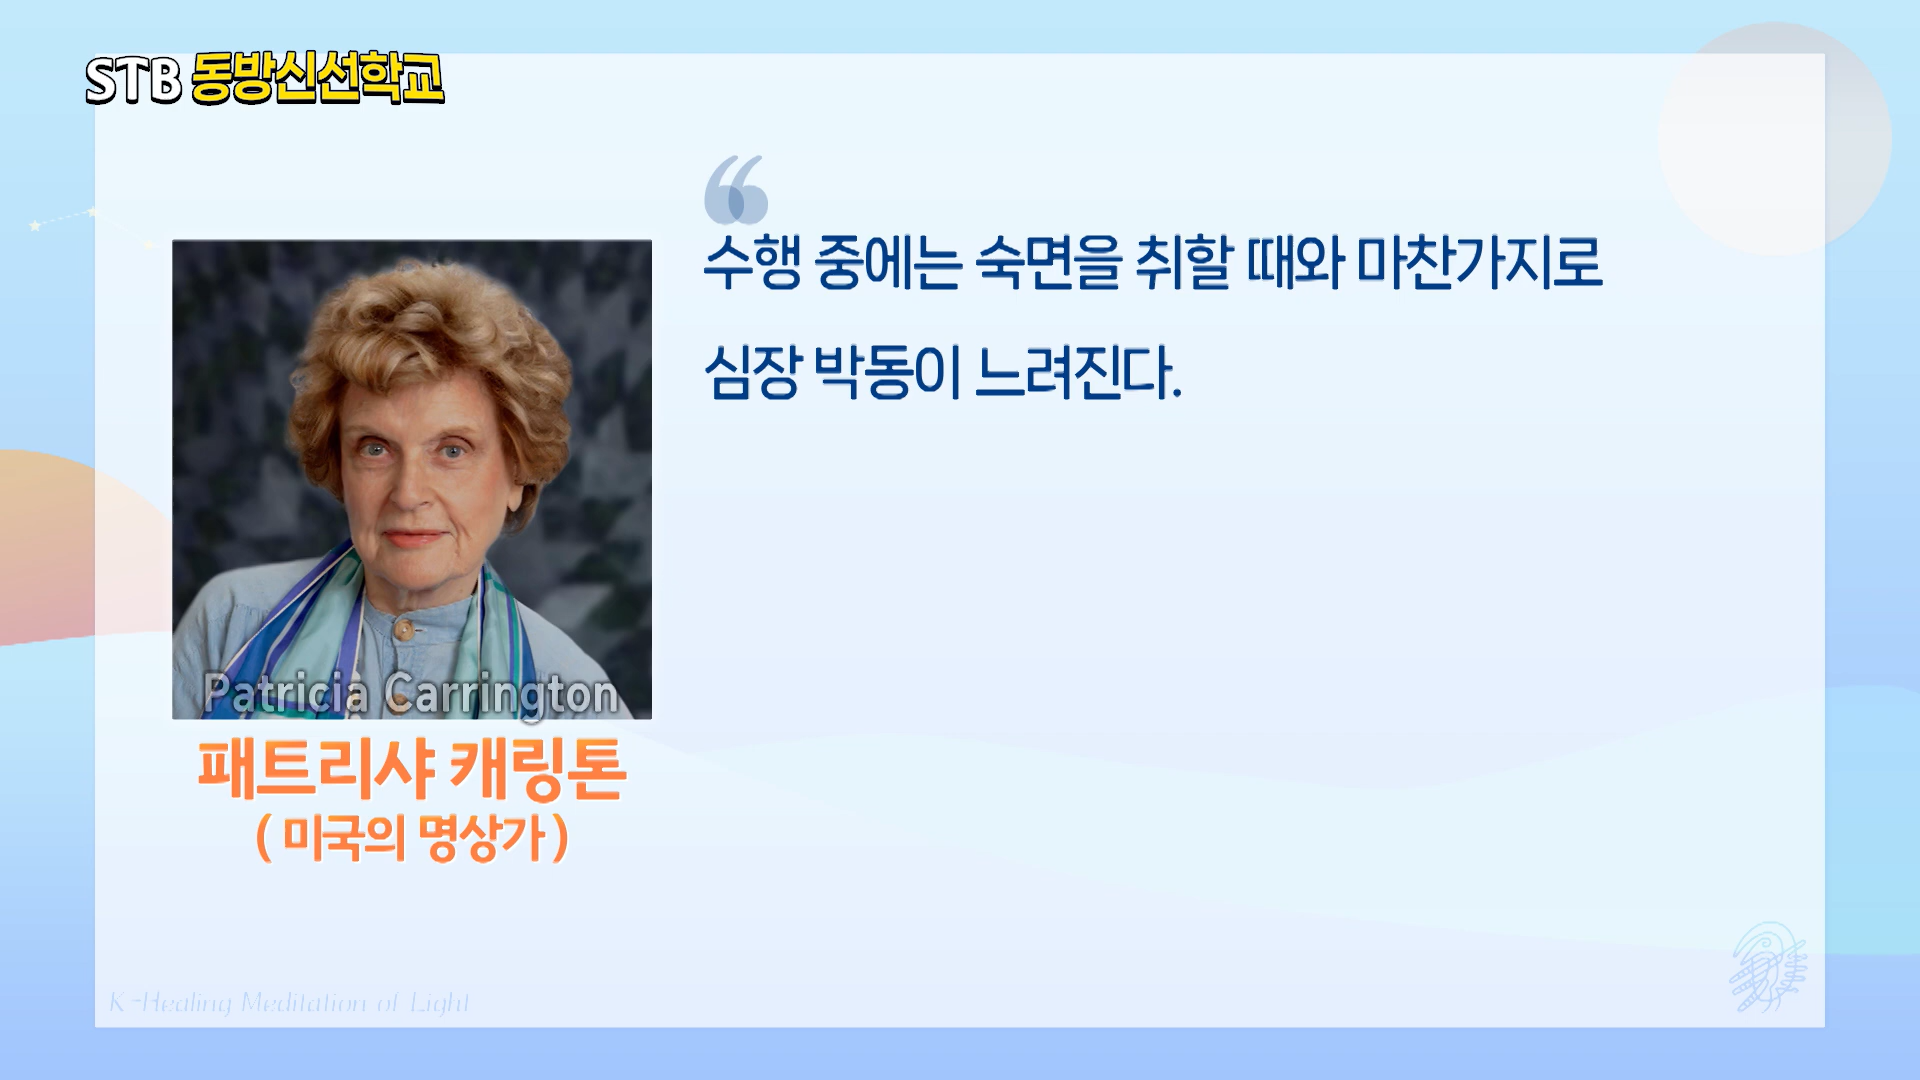 STB 동방신선학교
수행 중에는 숙면을 취할 때와 마찬가지로
심장 박동이 느려진다.
Patricia Carrington
패트리샤 캐링톤
( 미국의 명상가 )
K-Healing Meditation of Light